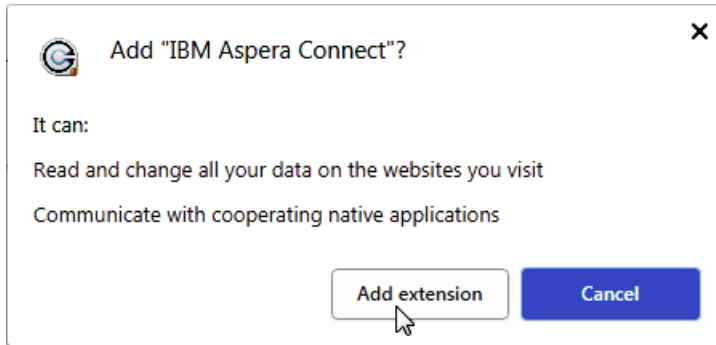 Add "IBM Aspera Connect"?
It can:
Read and change all your data on the websites you visit
Communicate with cooperating native applications
Add extension
Cancel